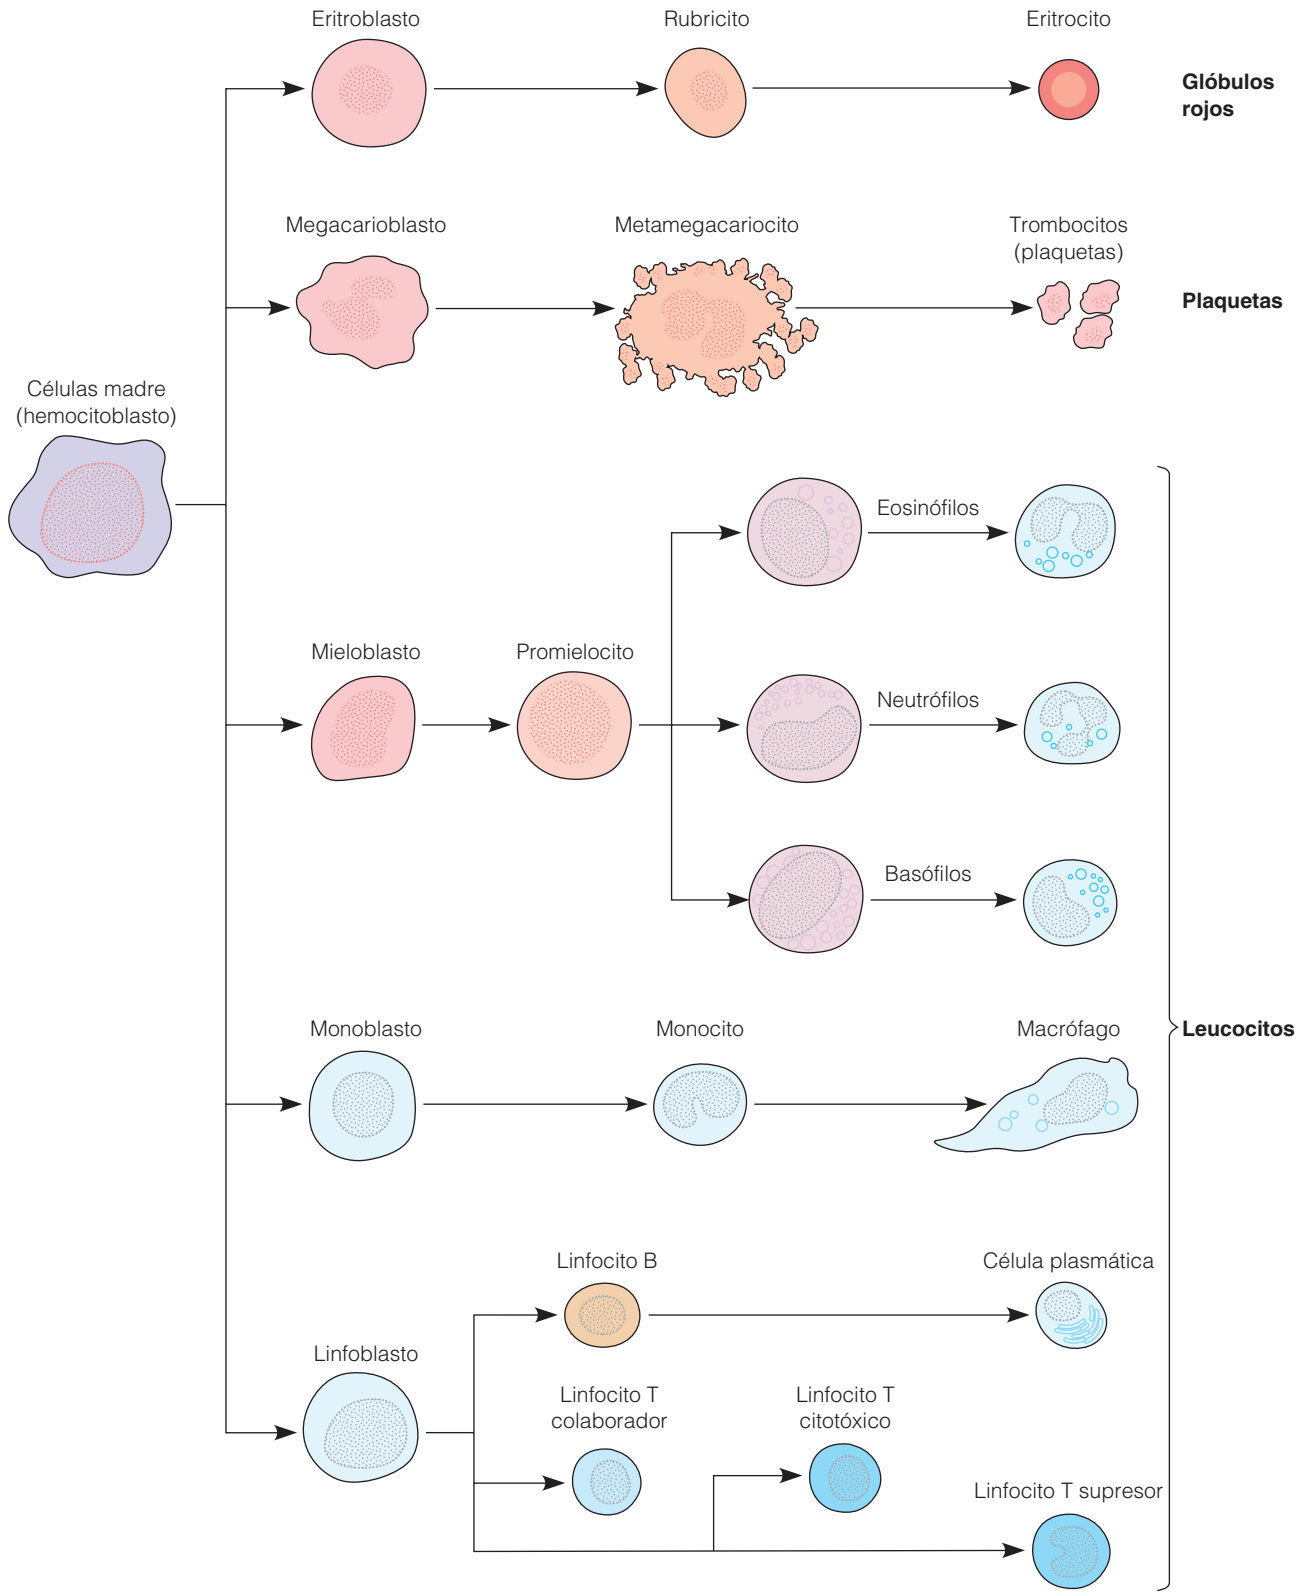 Eritroblasto
Rubricito
Eritrocito
Glóbulos
rojos
Megacarioblasto
Metamegacariocito
Trombocitos
(plaquetas)
Plaquetas
Células madre
(hemocitoblasto)
Eosinófilos
Mieloblasto
Promielocito
Neutrófilos
Basófilos
Monoblasto
Monocito
Macrófago
Leucocitos
Linfocito B
Célula plasmática
Linfoblasto
Linfocito T
colaborador
Linfocito T
citotóxico
Linfocito T supresor